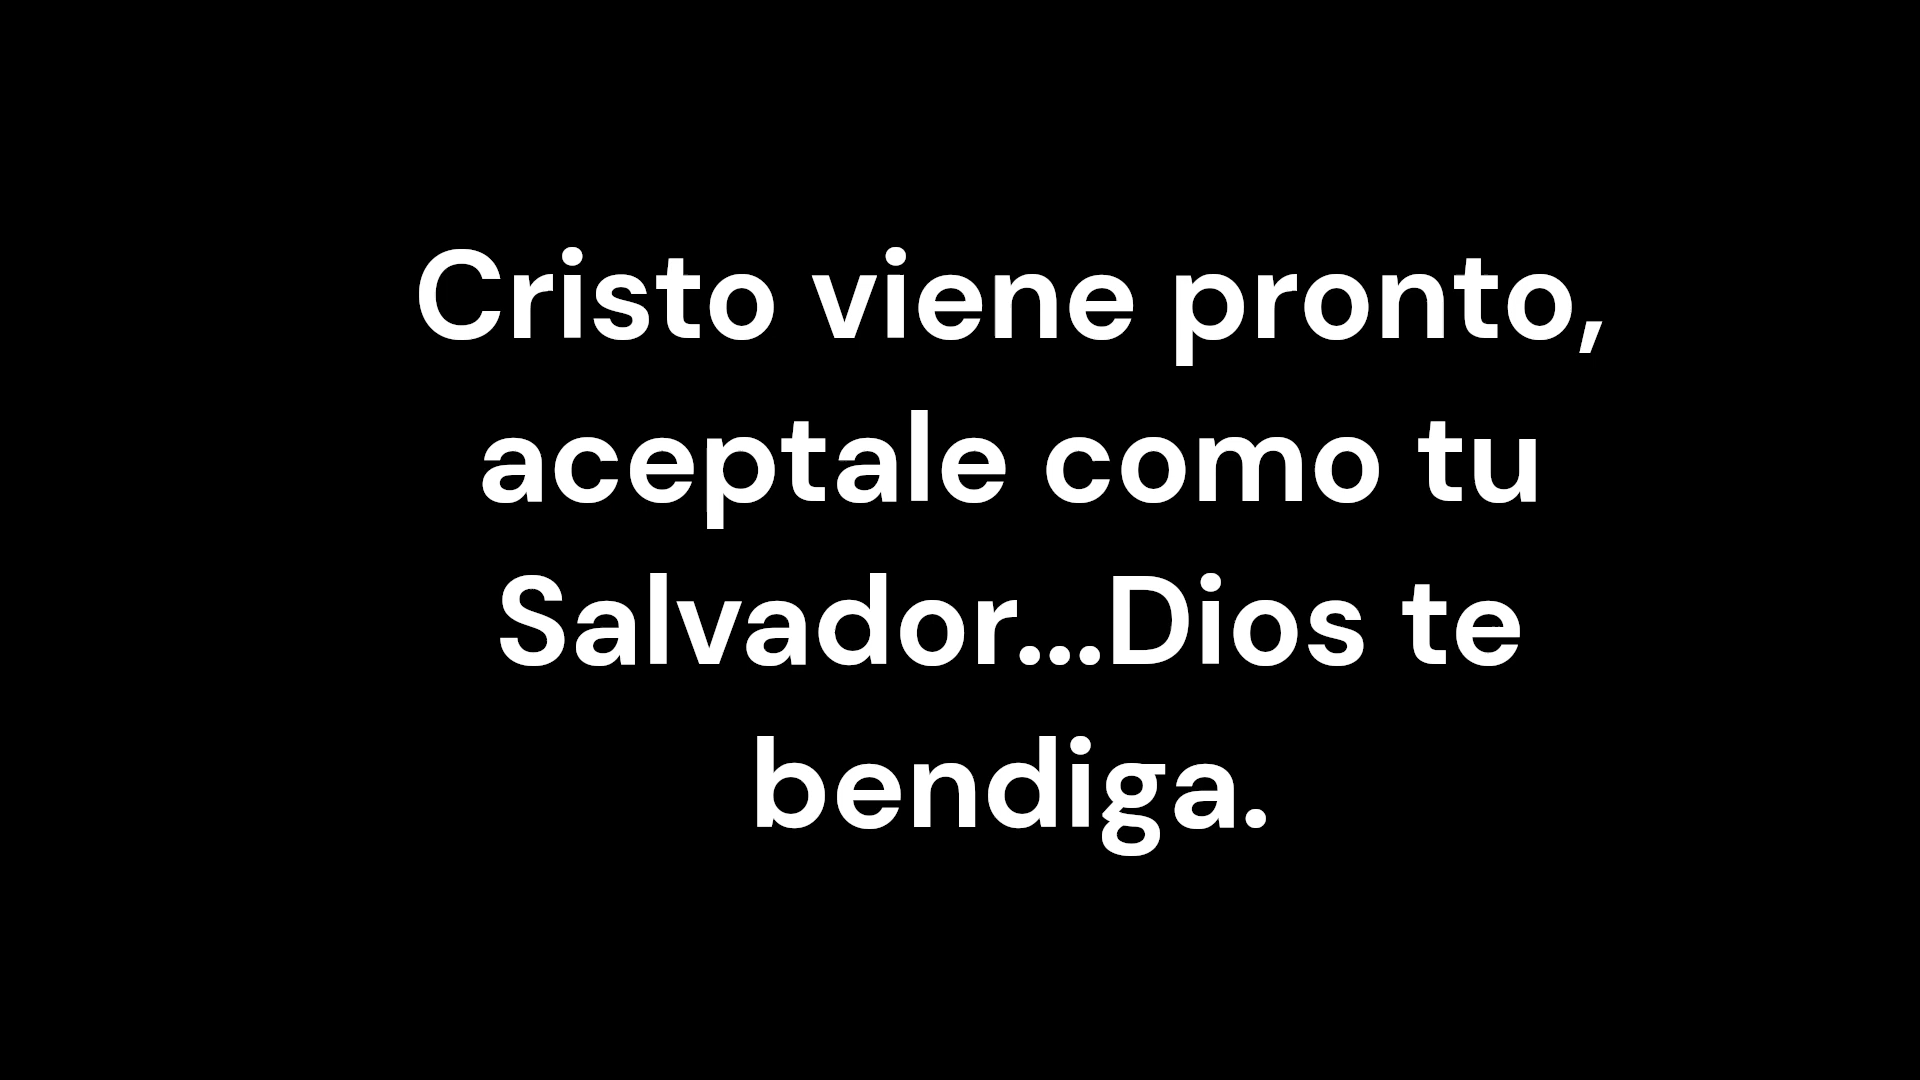 Cristo viene pronto,
aceptale como tu
Salvador...Dios te
bendiga.